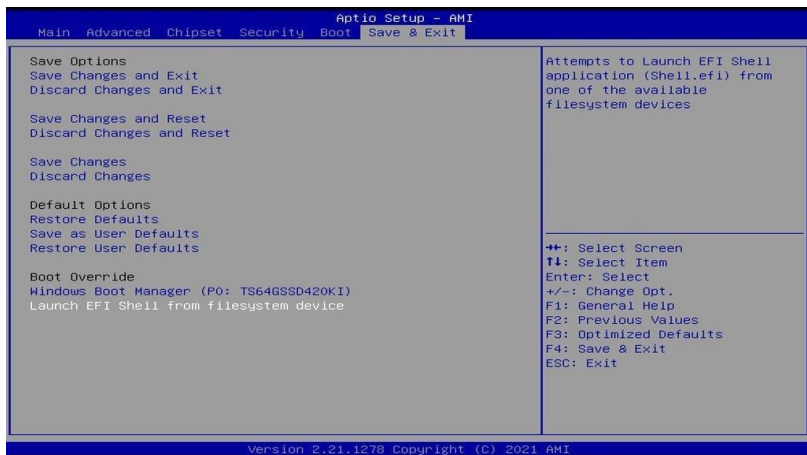 Aptio Setup - AMI
Main Advanced Chipset Security Boot Save & Exit
Save Options
Save Changes and Exit
Discard Changes and Exit
Save Changes and Reset
Discard Changes and Reset
Save Changes
Discard Changes
Default Options
Restore Defaults
Save as User Defaults
Restore User Defaults
Boot Override
Windows Boot Manager (P0: TS64GSSD420KI)
Launch EFI Shell from filesystem device
Attempts to Launch EFI Shell
application (Shell.efi) from
one of the available
filesystem devices
→←: Select Screen
↑↓: Select Item
Enter: Select
+/-: Change Opt.
F1: General Help
F2: Previous Values
F3: Optimized Defaults
F4: Save & Exit
ESC: Exit
Version 2.21.1278 Copyright (C) 2021 AMI